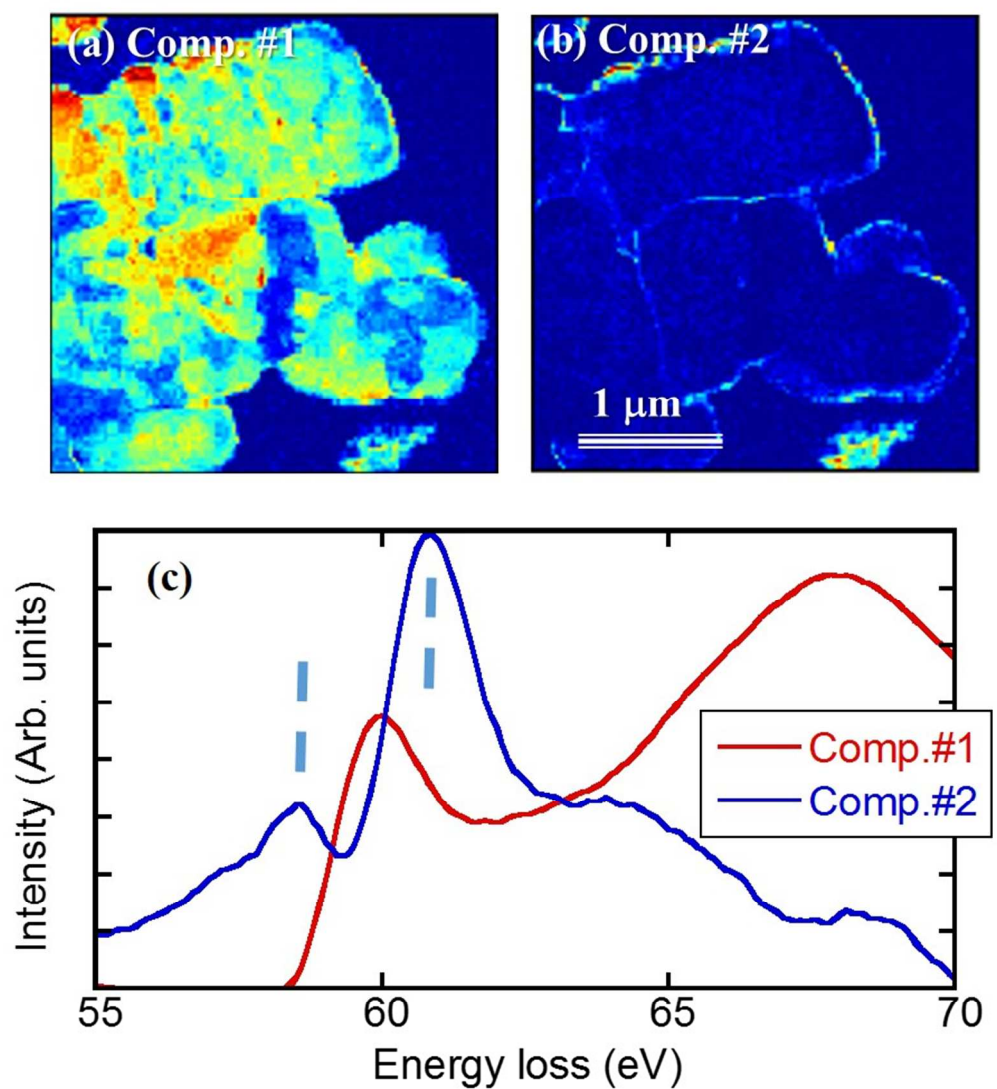 (a) Comp. #1
(b) Comp. #2
1 μm
(c)
Intensity (Arb. units)
Comp.#1
Comp.#2
55 60 65 70
Energy loss (eV)